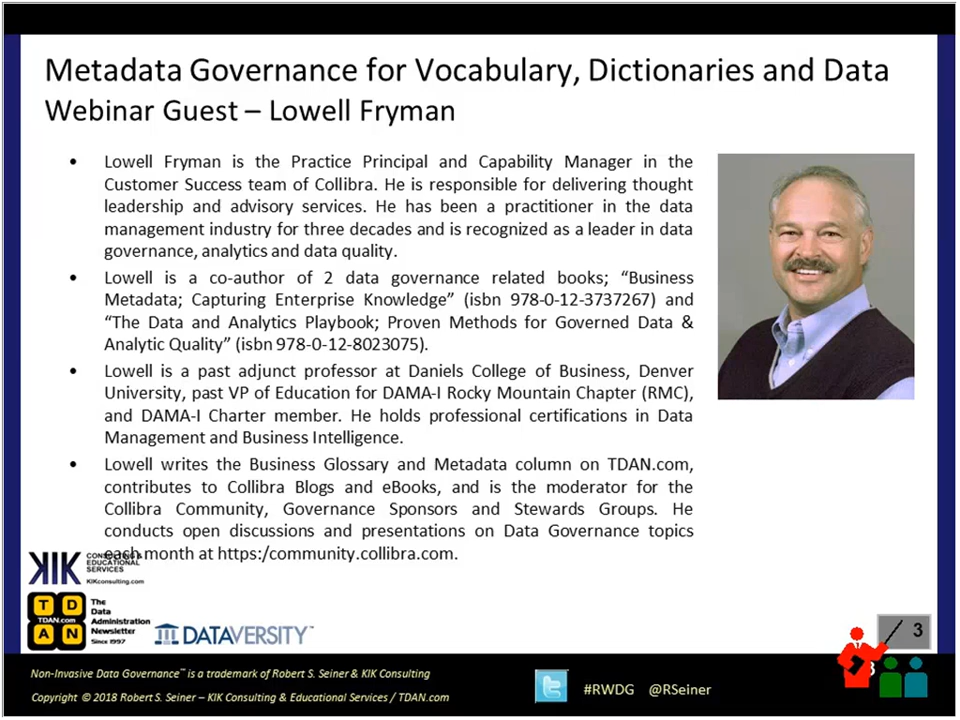 Metadata Governance for Vocabulary, Dictionaries and Data
Webinar Guest – Lowell Fryman
• Lowell Fryman is the Practice Principal and Capability Manager in the
Customer Success team of Collibra. He is responsible for delivering thought
leadership and advisory services. He has been a practitioner in the data
management industry for three decades and is recognized as a leader in data
governance, analytics and data quality.
• Lowell is a co-author of 2 data governance related books; “Business
Metadata; Capturing Enterprise Knowledge” (isbn 978-0-12-3737267) and
“The Data and Analytics Playbook; Proven Methods for Governed Data &
Analytic Quality” (isbn 978-0-12-8023075).
• Lowell is a past adjunct professor at Daniels College of Business, Denver
University, past VP of Education for DAMA-I Rocky Mountain Chapter (RMC),
and DAMA-I Charter member. He holds professional certifications in Data
Management and Business Intelligence.
• Lowell writes the Business Glossary and Metadata column on TDAN.com,
contributes to Collibra Blogs and eBooks, and is the moderator for the
Collibra Community, Governance Sponsors and Stewards Groups. He
conducts open discussions and presentations on Data Governance topics
each month at https:/community.collibra.com.
KIK CONSULTING &
EDUCATIONAL
SERVICES
KIKconsulting.com
T D
TDAN.com
A N
The
Data
Administration
Newsletter
Since 1997
DATAVERSITY™
3
3
Non-Invasive Data Governance™ is a trademark of Robert S. Seiner & KIK Consulting
Copyright © 2018 Robert S. Seiner – KIK Consulting & Educational Services / TDAN.com
#RWDG @RSeiner